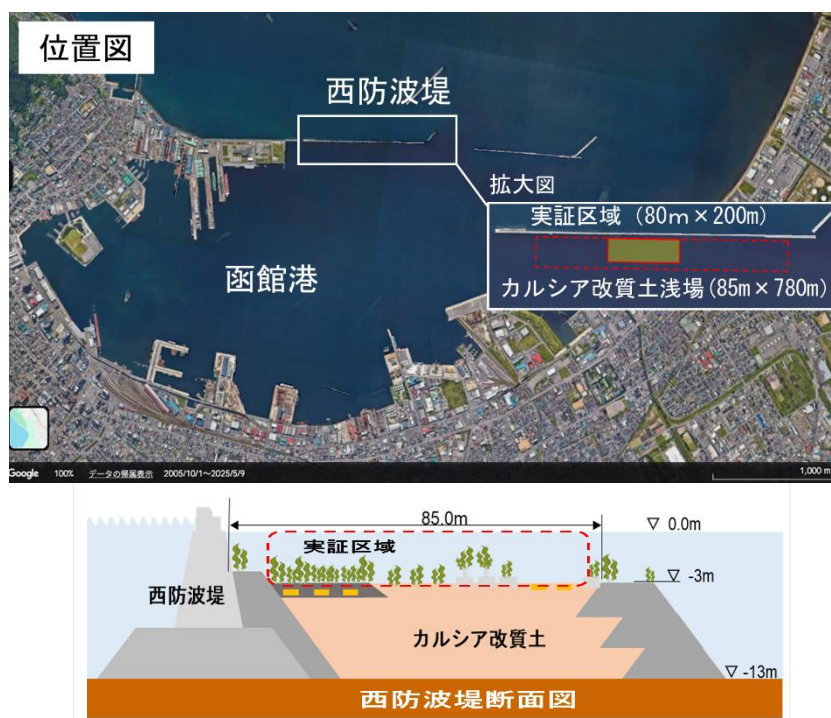 位置図
西防波堤
拡大図
実証区域 (80m×200m)
カルシア改質土浅場(85m×780m)
函館港
Google 100% データの帰属表示 2005/10/1～2025/5/9
1,000 m
85.0m
▽ 0.0m
実証区域
▽ -3m
西防波堤
カルシア改質土
▽ -13m
西防波堤断面図